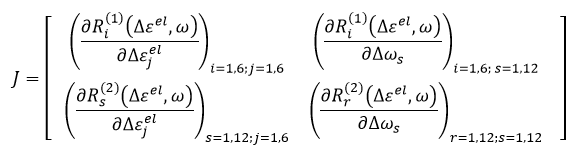 J = [ (∂R_i^(1)(Δε^el, ω) / ∂Δε_j^el)_{i=1,6;j=1,6} (∂R_i^(1)(Δε^el, ω) / ∂Δω_s)_{i=1,6; s=1,12}
(∂R_s^(2)(Δε^el, ω) / ∂Δε_j^el)_{s=1,12;j=1,6} (∂R_r^(2)(Δε^el, ω) / ∂Δω_s)_{r=1,12;s=1,12} ]